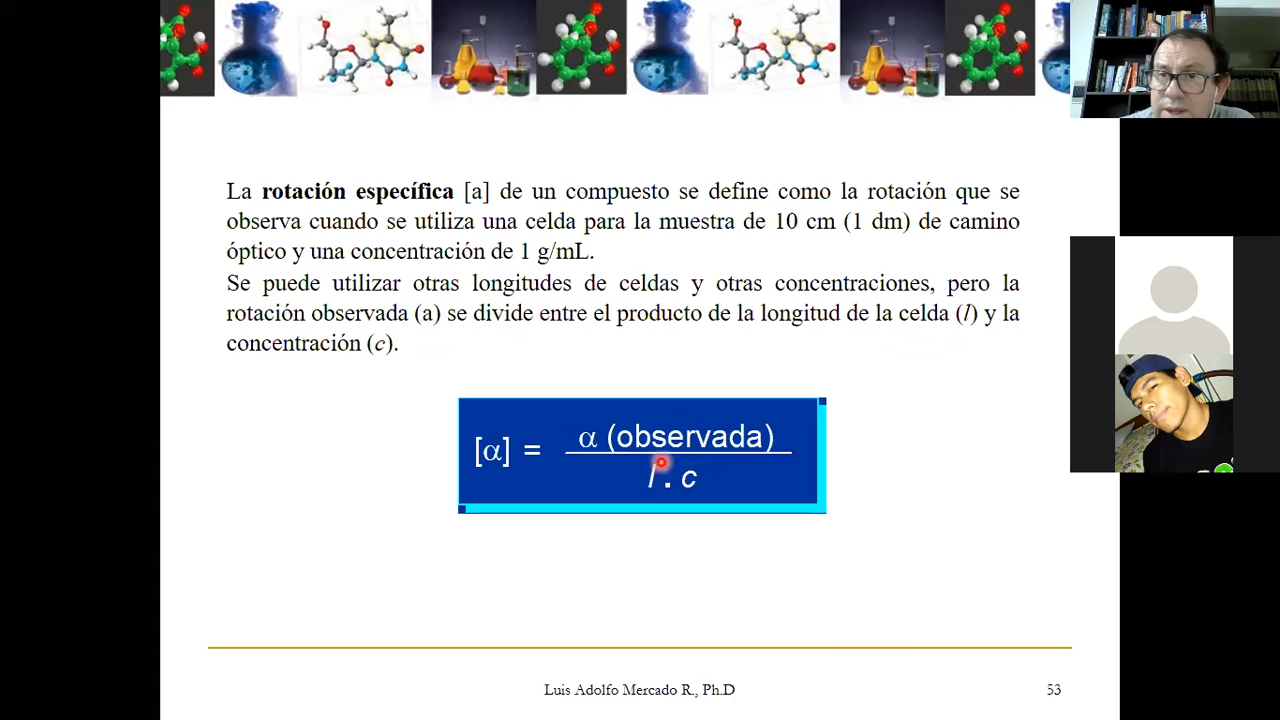 La rotación específica [a] de un compuesto se define como la rotación que se
observa cuando se utiliza una celda para la muestra de 10 cm (1 dm) de camino
óptico y una concentración de 1 g/mL.
Se puede utilizar otras longitudes de celdas y otras concentraciones, pero la
rotación observada (a) se divide entre el producto de la longitud de la celda (l) y la
concentración (c).
[α] = α (observada)
l . c
Luis Adolfo Mercado R., Ph.D
53